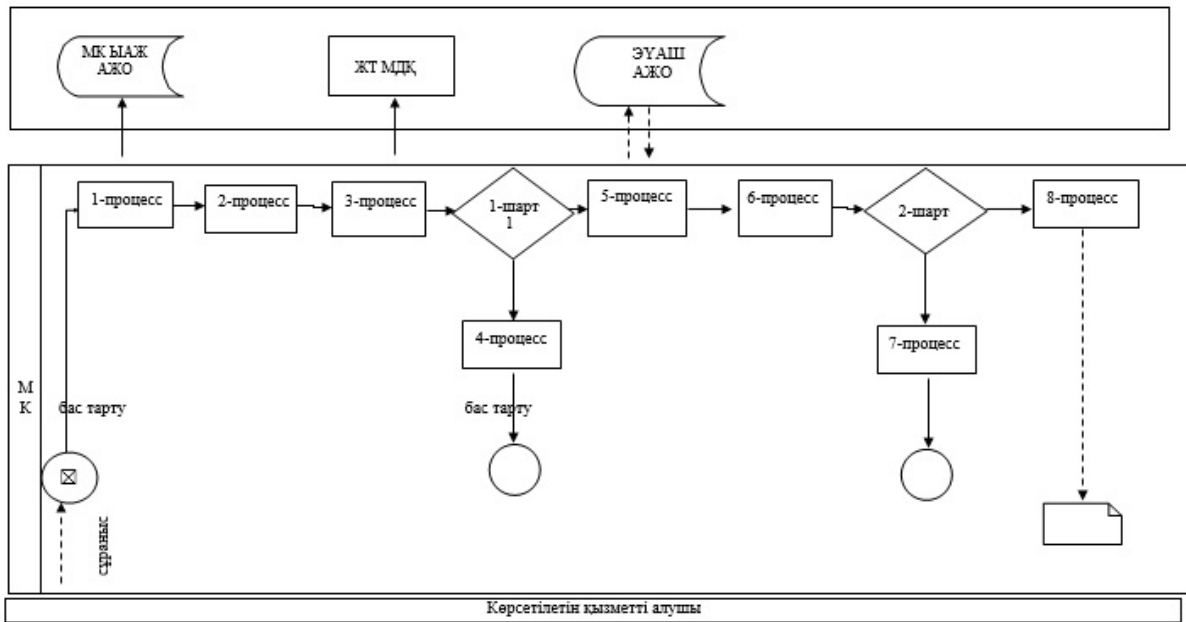 МК ЫАЖ
АЖО
ЖТ МДҚ
ЭҮАШ
АЖО
1-процесс
2-процесс
3-процесс
1-шарт
1
5-процесс
6-процесс
2-шарт
8-процесс
4-процесс
7-процесс
М
К
бас тарту
бас тарту
сұраныс
Көрсетілетін қызметті алушы